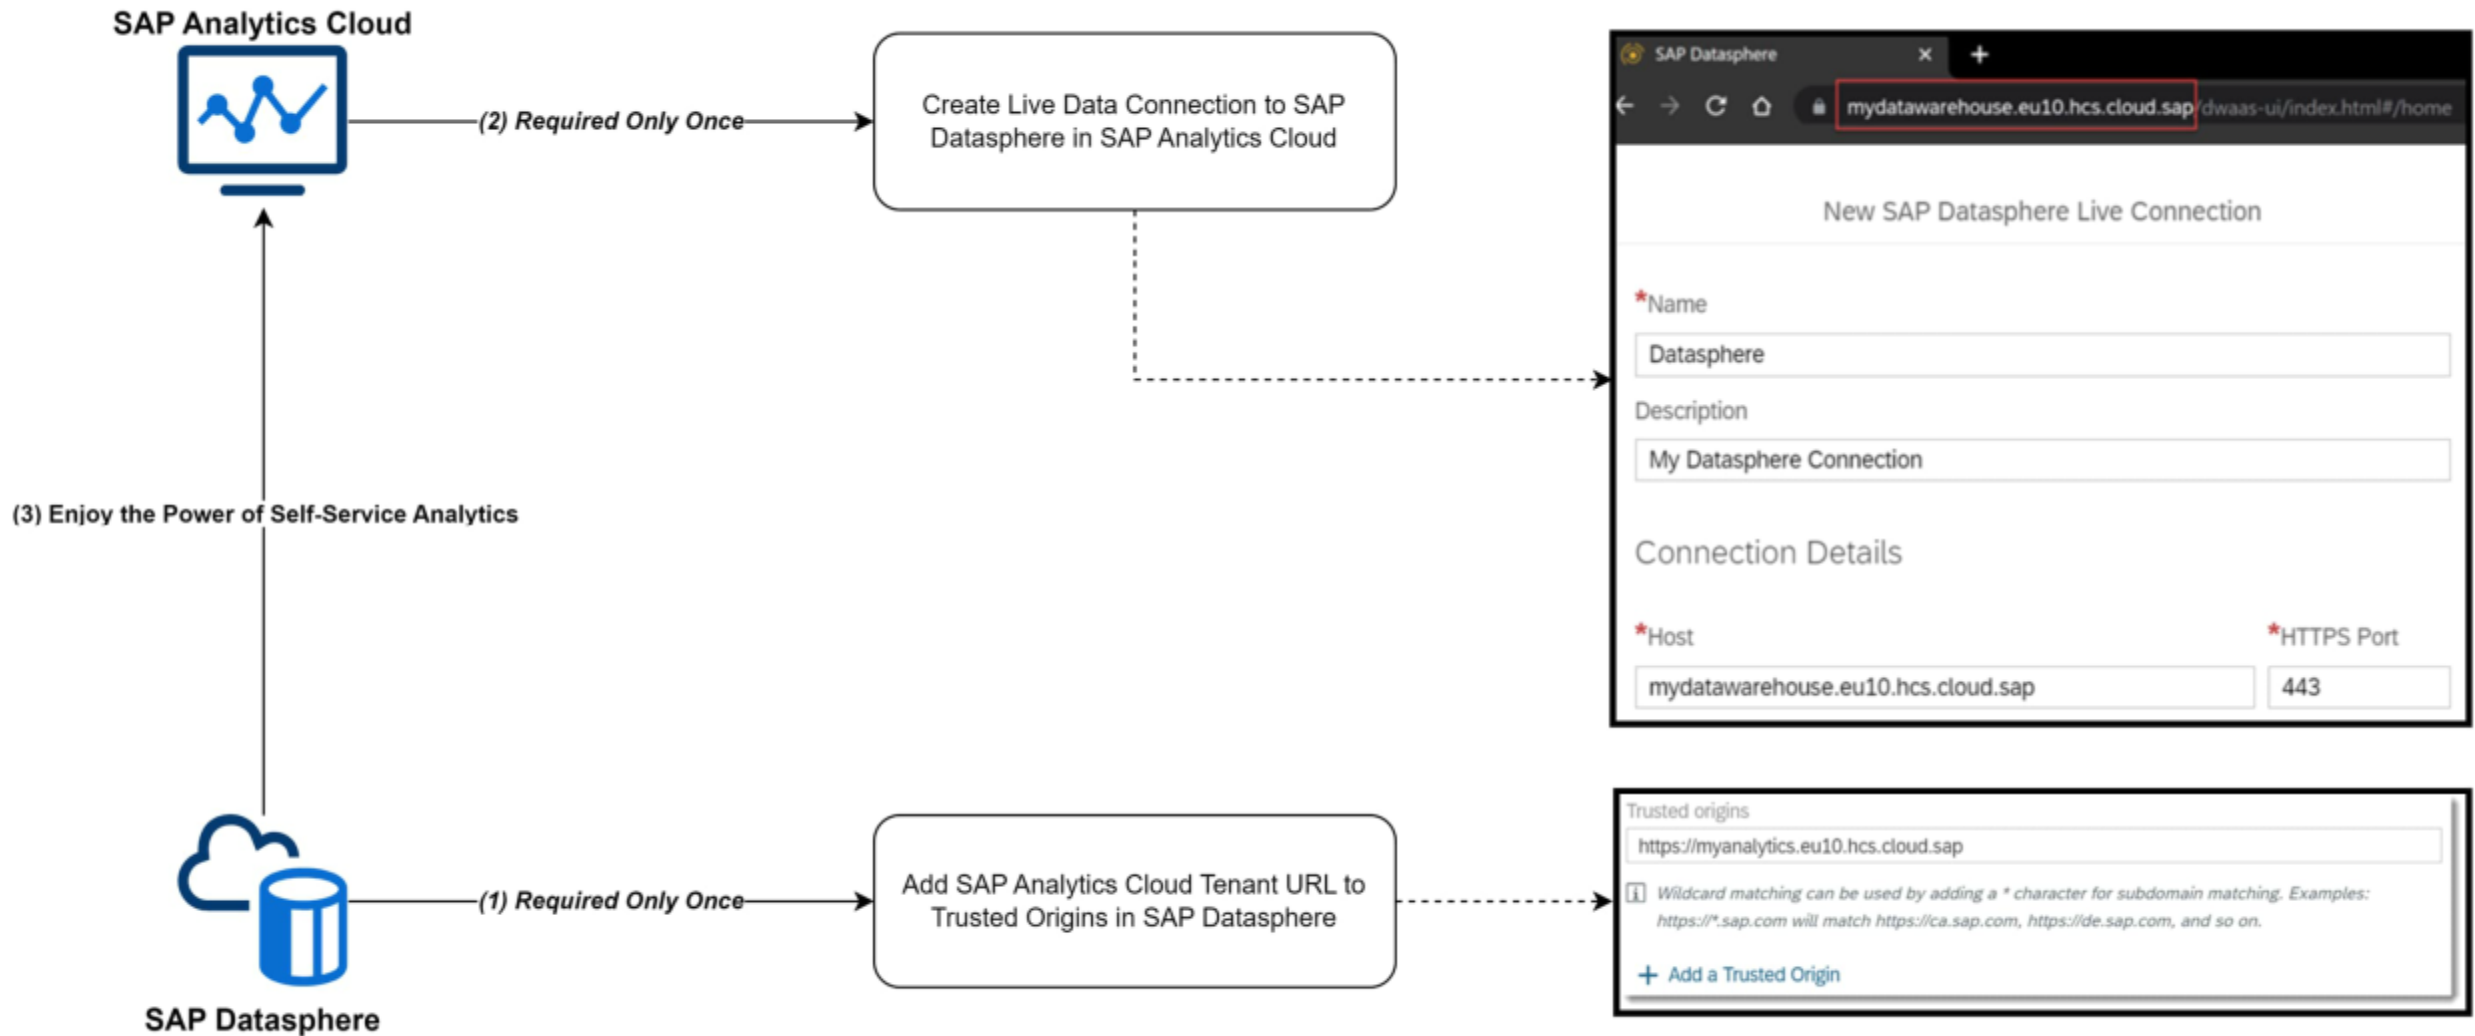 SAP Analytics Cloud
(2) Required Only Once
Create Live Data Connection to SAP
Datasphere in SAP Analytics Cloud
SAP Datasphere
mydatawarehouse.eu10.hcs.cloud.sap/dwaas-ui/index.html#/home
New SAP Datasphere Live Connection
*Name
Datasphere
Description
My Datasphere Connection
Connection Details
*Host
*HTTPS Port
mydatawarehouse.eu10.hcs.cloud.sap
443
(3) Enjoy the Power of Self-Service Analytics
SAP Datasphere
(1) Required Only Once
Add SAP Analytics Cloud Tenant URL to
Trusted Origins in SAP Datasphere
Trusted origins
https://myanalytics.eu10.hcs.cloud.sap
Wildcard matching can be used by adding a * character for subdomain matching. Examples:
https://*.sap.com will match https://ca.sap.com, https://de.sap.com, and so on.
+ Add a Trusted Origin